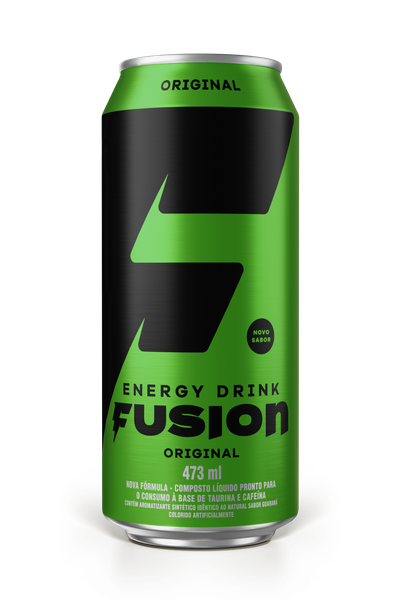 ORIGINAL
NOVO
SABOR
ENERGY DRINK
FUSION
ORIGINAL
473 ml
NOVA FÓRMULA - COMPOSTO LÍQUIDO PRONTO PARA
O CONSUMO À BASE DE TAURINA E CAFEÍNA
CONTÉM AROMATIZANTE SINTÉTICO IDÊNTICO AO NATURAL SABOR GUARANÁ
COLORIDO ARTIFICIALMENTE